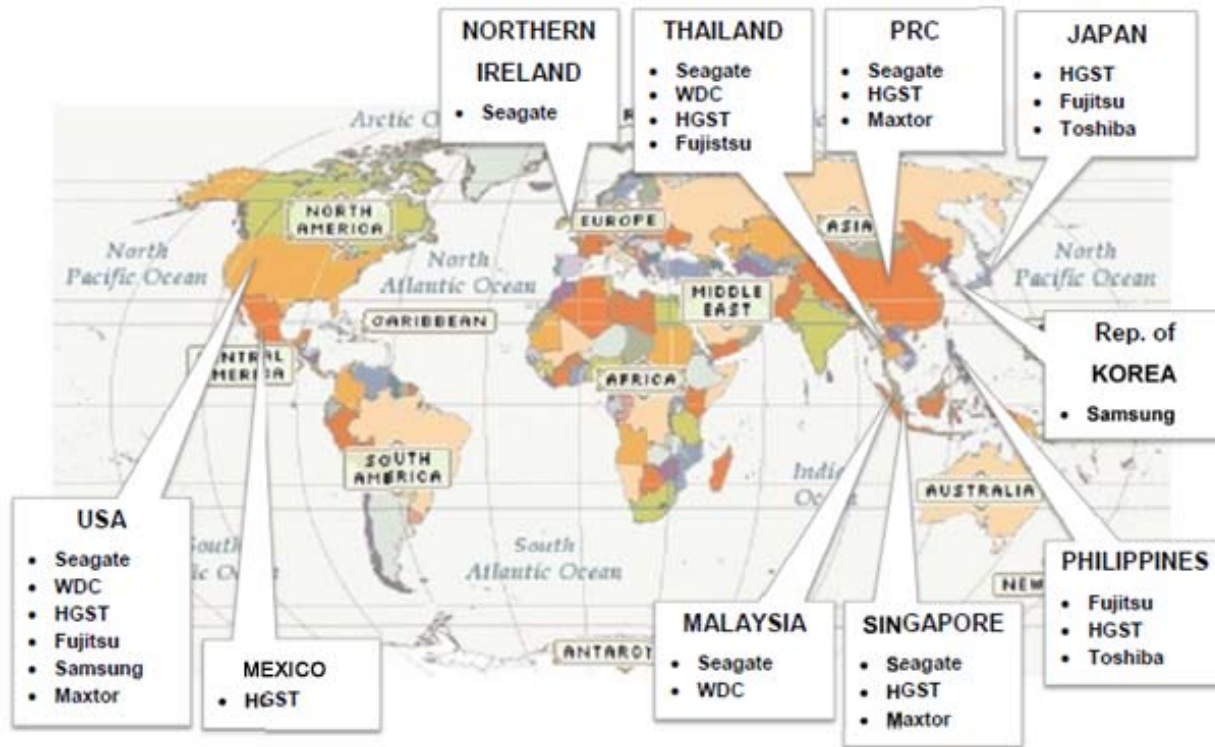 NORTHERN
IRELAND
• Seagate
THAILAND
• Seagate
• WDC
• HGST
• Fujistsu
PRC
• Seagate
• HGST
• Maxtor
JAPAN
• HGST
• Fujitsu
• Toshiba
Arctic
NORTH
AMERICA
EUROPE
ASIA
North
Pacific Ocean
North
Atlantic Ocean
North
Pacific Ocean
MIDDLE
EAST
CARIBBEAN
Rep. of
KOREA
• Samsung
AFRICA
SOUTH
AMERICA
AUSTRALIA
USA
• Seagate
• WDC
• HGST
• Fujitsu
• Samsung
• Maxtor
South
Atlantic Ocean
NEW
MEXICO
• HGST
MALAYSIA
• Seagate
• WDC
SINGAPORE
• Seagate
• HGST
• Maxtor
PHILIPPINES
• Fujitsu
• HGST
• Toshiba